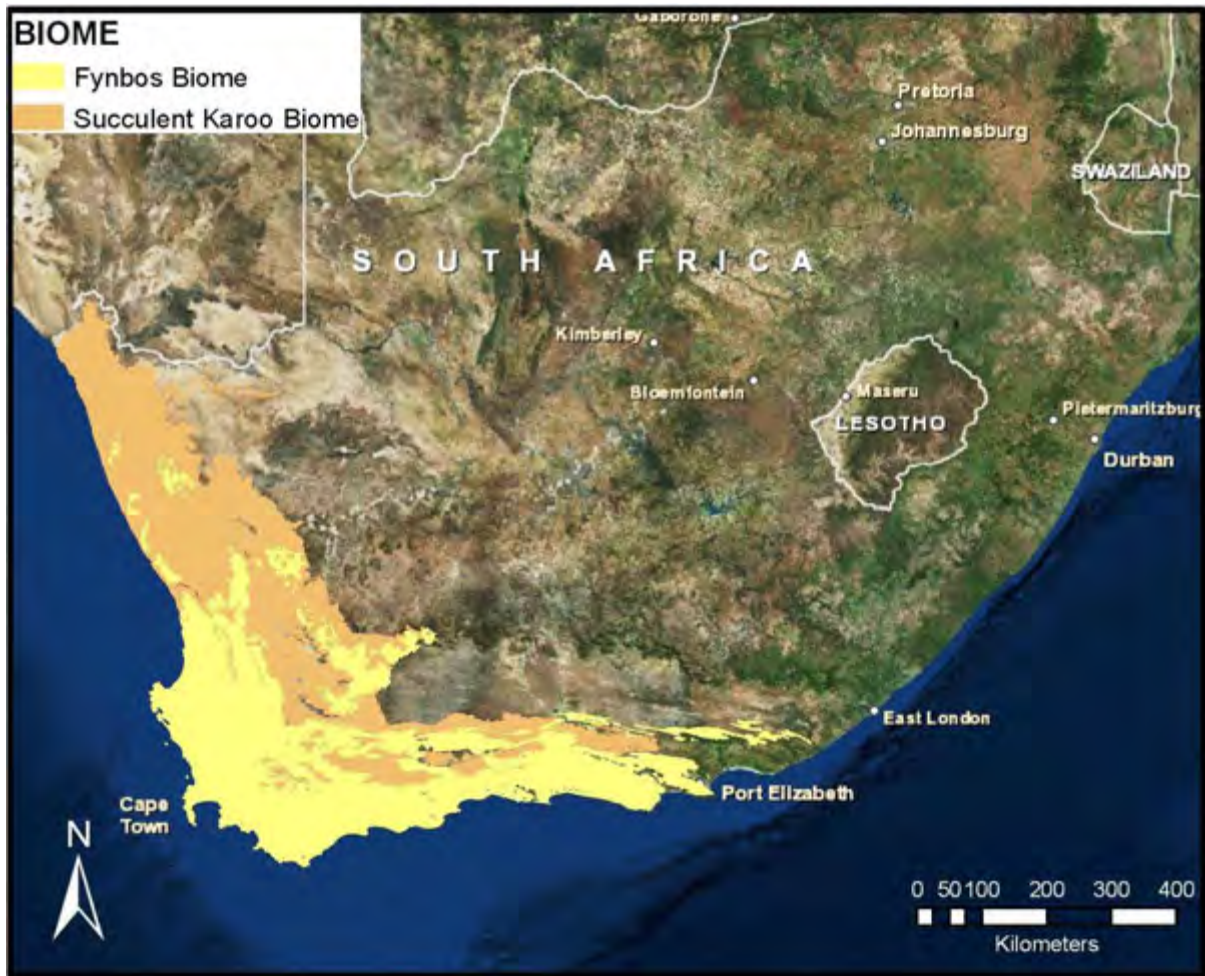 BIOME
Fynbos Biome
Succulent Karoo Biome
Gaborone
Pretoria
Johannesburg
SWAZILAND
SOUTH AFRICA
Kimberley
Bloemfontein
Maseru
LESOTHO
Pietermaritzburg
Durban
East London
Port Elizabeth
Cape
Town
N
0 50 100 200 300 400
Kilometers